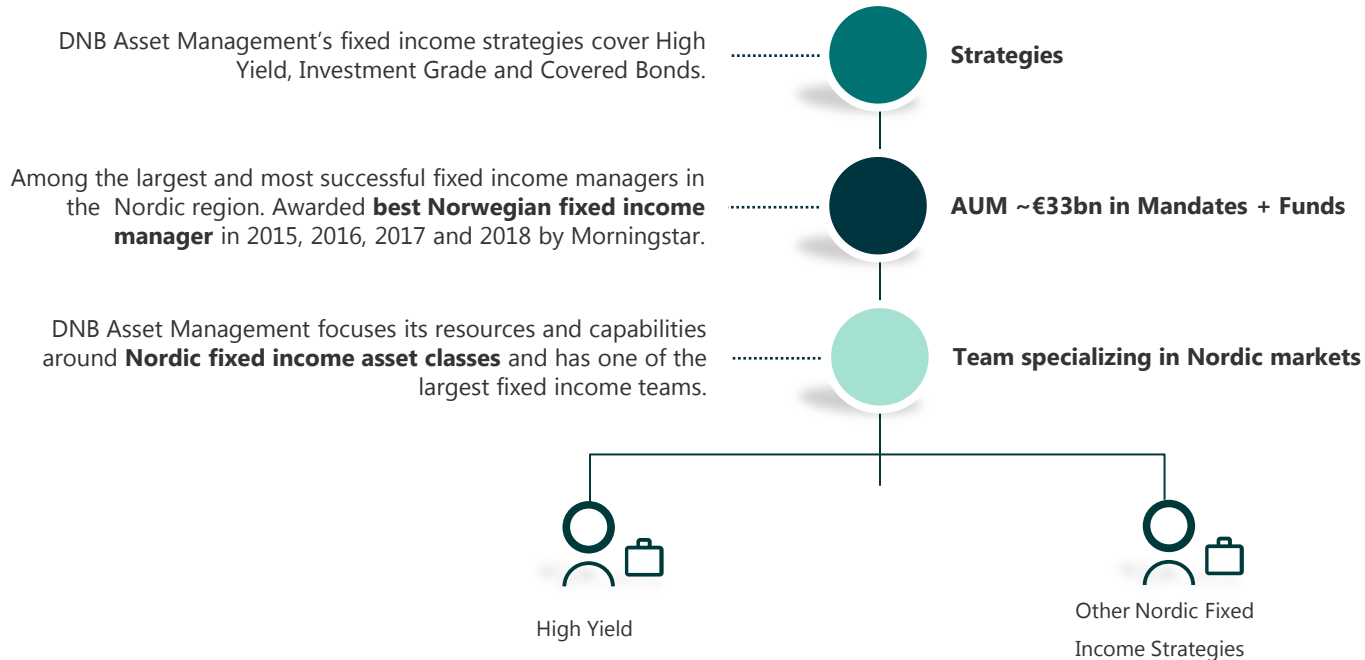 DNB Asset Management's fixed income strategies cover High
Yield, Investment Grade and Covered Bonds.
Strategies
Among the largest and most successful fixed income managers in
the Nordic region. Awarded best Norwegian fixed income
manager in 2015, 2016, 2017 and 2018 by Morningstar.
AUM ~€33bn in Mandates + Funds
DNB Asset Management focuses its resources and capabilities
around Nordic fixed income asset classes and has one of the
largest fixed income teams.
Team specializing in Nordic markets
High Yield
Other Nordic Fixed
Income Strategies